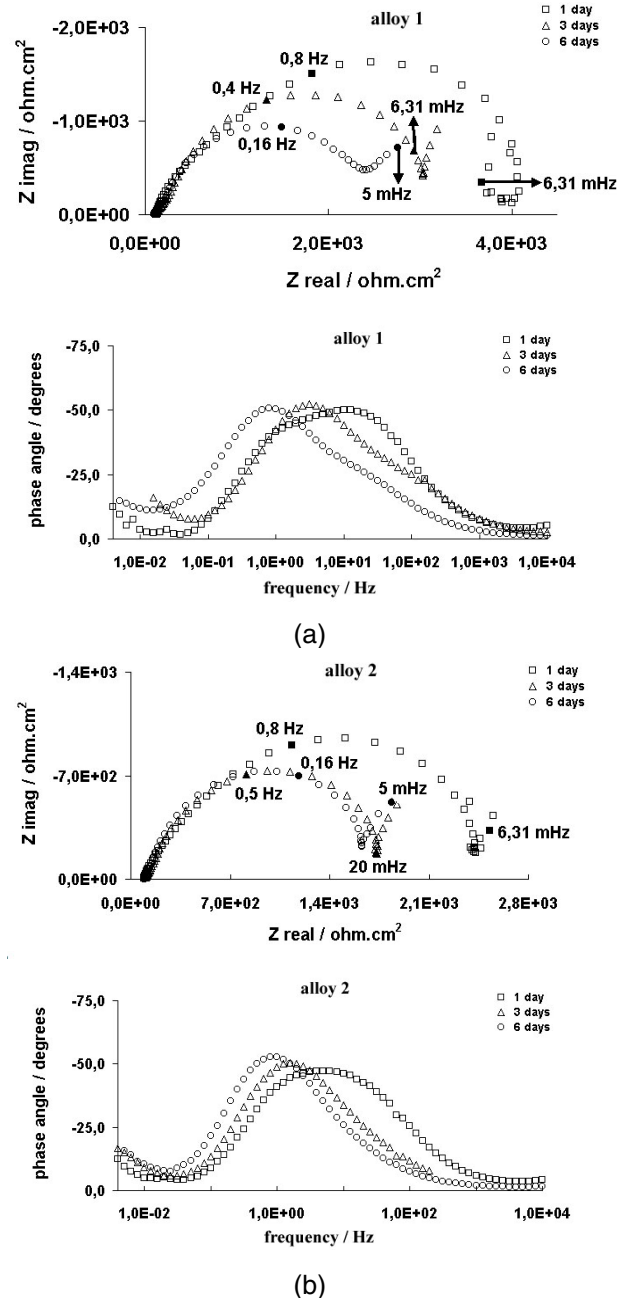 alloy 1
1 day
3 days
6 days
-2,0E+03
-1,0E+03
0,0E+00
Z imag / ohm.cm²
0,8 Hz
0,4 Hz
0,16 Hz
6,31 mHz
5 mHz
6,31 mHz
0,0E+00
2,0E+03
4,0E+03
Z real / ohm.cm²
alloy 1
1 day
3 days
6 days
-75,0
-50,0
-25,0
0,0
phase angle / degrees
1,0E-02
1,0E-01
1,0E+00
1,0E+01
1,0E+02
1,0E+03
1,0E+04
frequency / Hz
(a)
alloy 2
1 day
3 days
6 days
-1,4E+03
-7,0E+02
0,0E+00
Z imag / ohm.cm²
0,8 Hz
0,16 Hz
0,5 Hz
5 mHz
6,31 mHz
20 mHz
0,0E+00
7,0E+02
1,4E+03
2,1E+03
2,8E+03
Z real / ohm.cm²
alloy 2
1 day
3 days
6 days
-75,0
-50,0
-25,0
0,0
phase angle / degrees
1,0E-02
1,0E+00
1,0E+02
1,0E+04
frequency / Hz
(b)